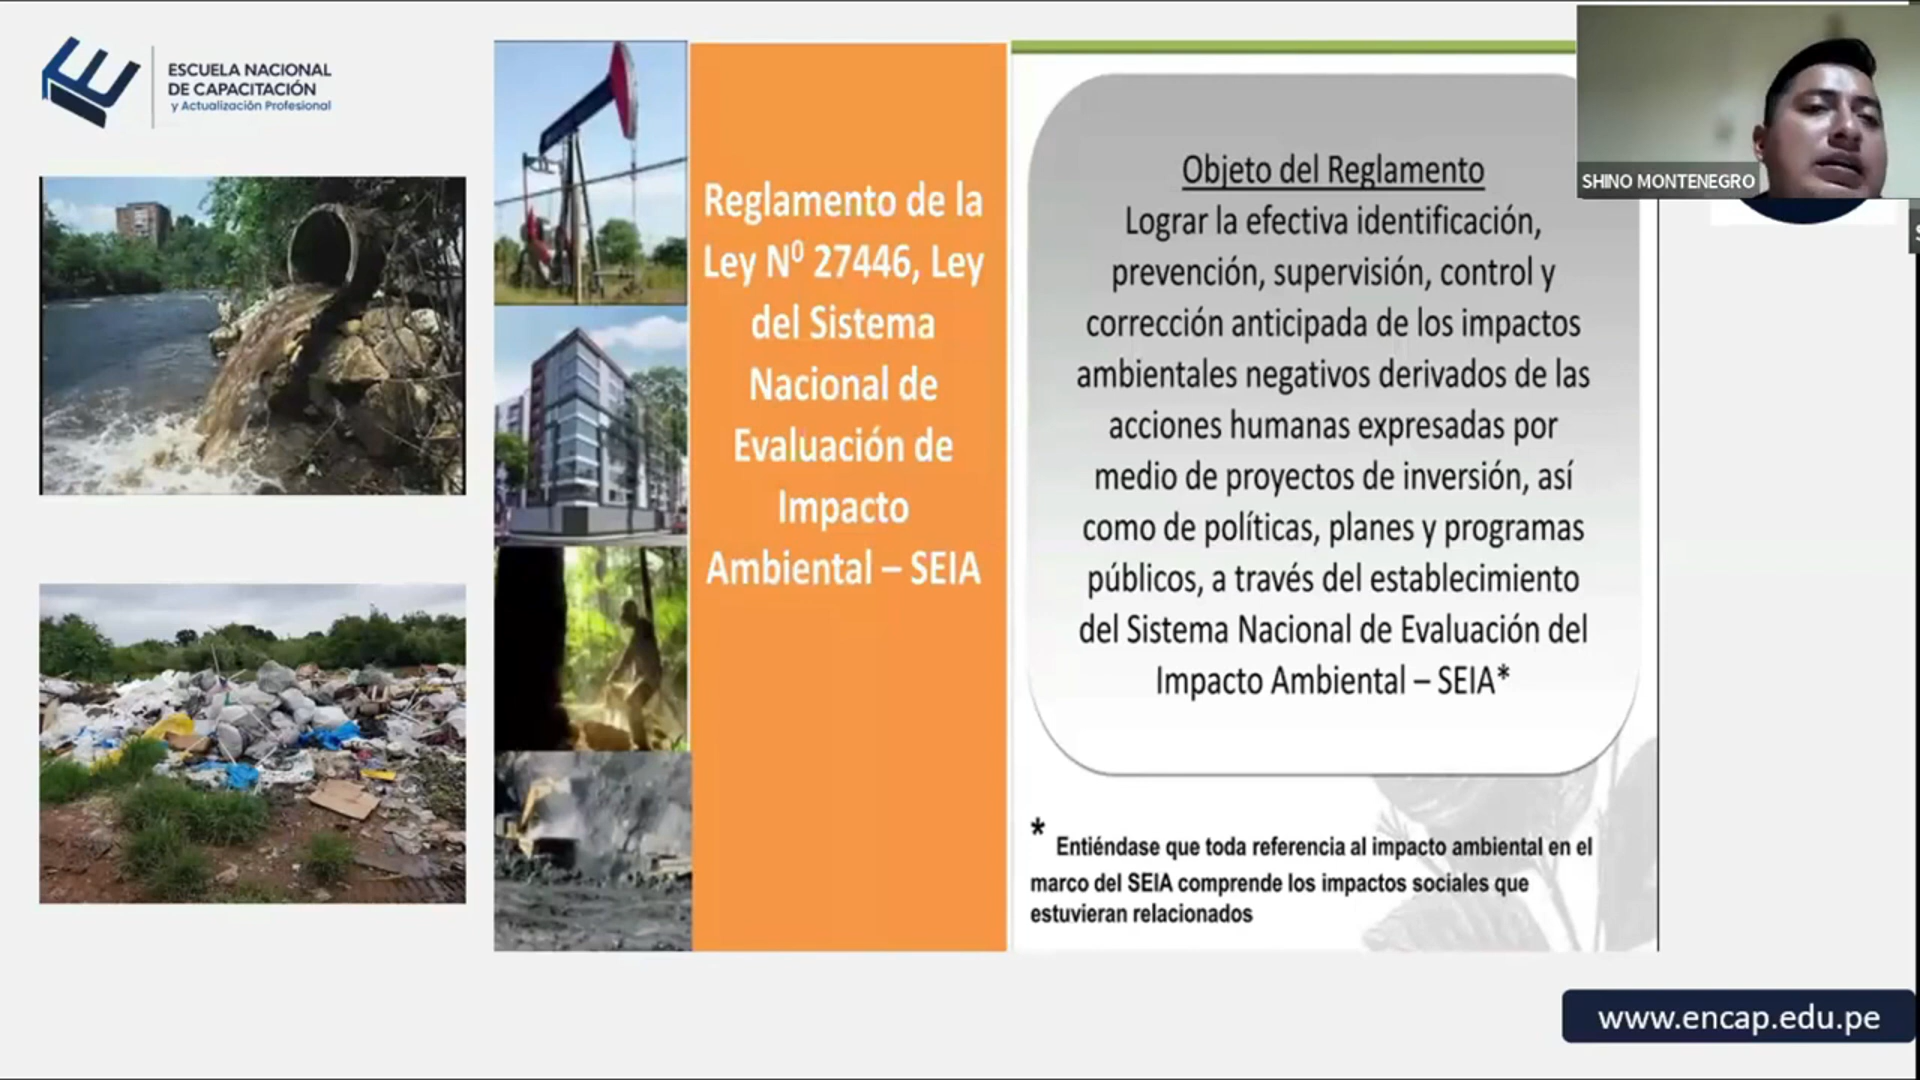 ESCUELA NACIONAL
DE CAPACITACIÓN
y Actualización Profesional
Reglamento de la
Ley Nº 27446, Ley
del Sistema
Nacional de
Evaluación de
Impacto
Ambiental – SEIA
Objeto del Reglamento
Lograr la efectiva identificación,
prevención, supervisión, control y
corrección anticipada de los impactos
ambientales negativos derivados de las
acciones humanas expresadas por
medio de proyectos de inversión, así
como de políticas, planes y programas
públicos, a través del establecimiento
del Sistema Nacional de Evaluación del
Impacto Ambiental – SEIA*
* Entiéndase que toda referencia al impacto ambiental en el
marco del SEIA comprende los impactos sociales que
estuvieran relacionados
SHINO MONTENEGRO
www.encap.edu.pe